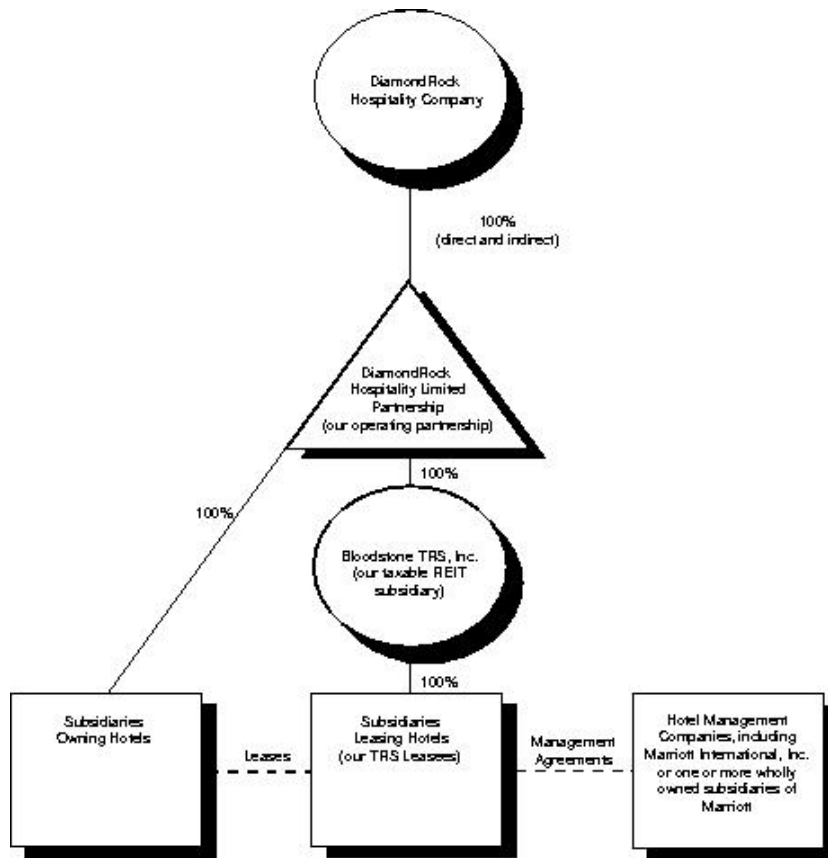 DiamondRock
Hospitality Company
100%
(direct and indirect)
DiamondRock
Hospitality Limited
Partnership
(our operating partnership)
100%
100%
Bloodstone TRS, Inc.
(our taxable REIT
subsidiary)
100%
Subsidiaries
Owning Hotels
Leases
Subsidiaries
Leasing Hotels
(our TRS Leasees)
Management
Agreements
Hotel Management
Companies, including
Marriott International, Inc.
or one or more wholly
owned subsidiaries of
Marriott